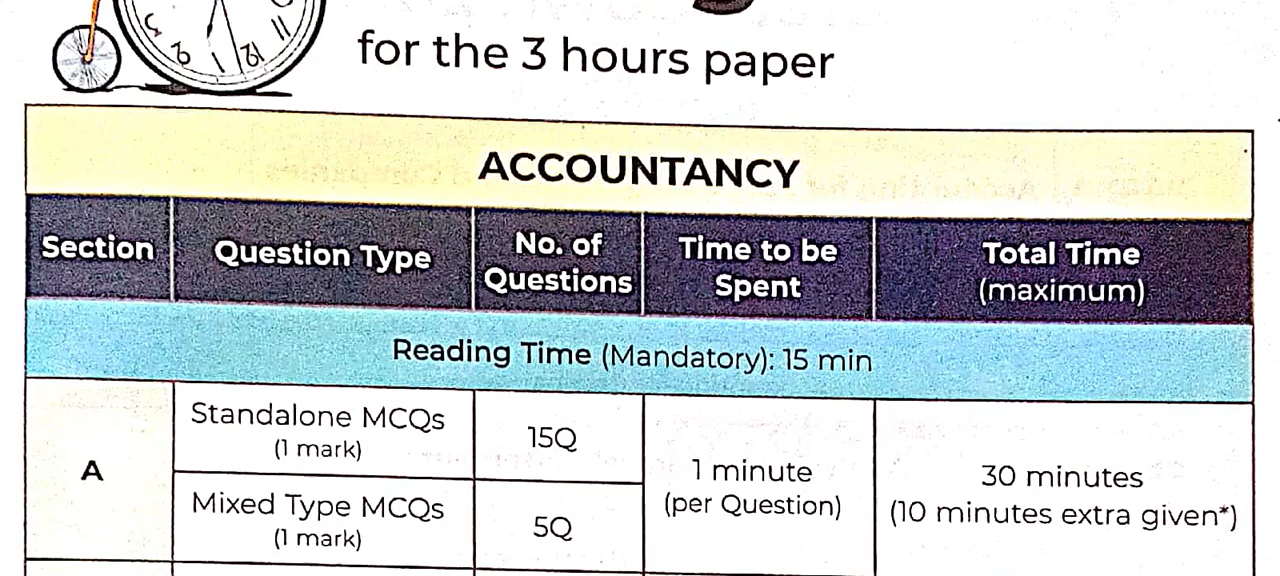 for the 3 hours paper
ACCOUNTANCY
Section
Question Type
No. of
Questions
Time to be
Spent
Total Time
(maximum)
Reading Time (Mandatory): 15 min
A
Standalone MCQs
(1 mark)
15Q
Mixed Type MCQs
(1 mark)
5Q
1 minute
(per Question)
30 minutes
(10 minutes extra given*)